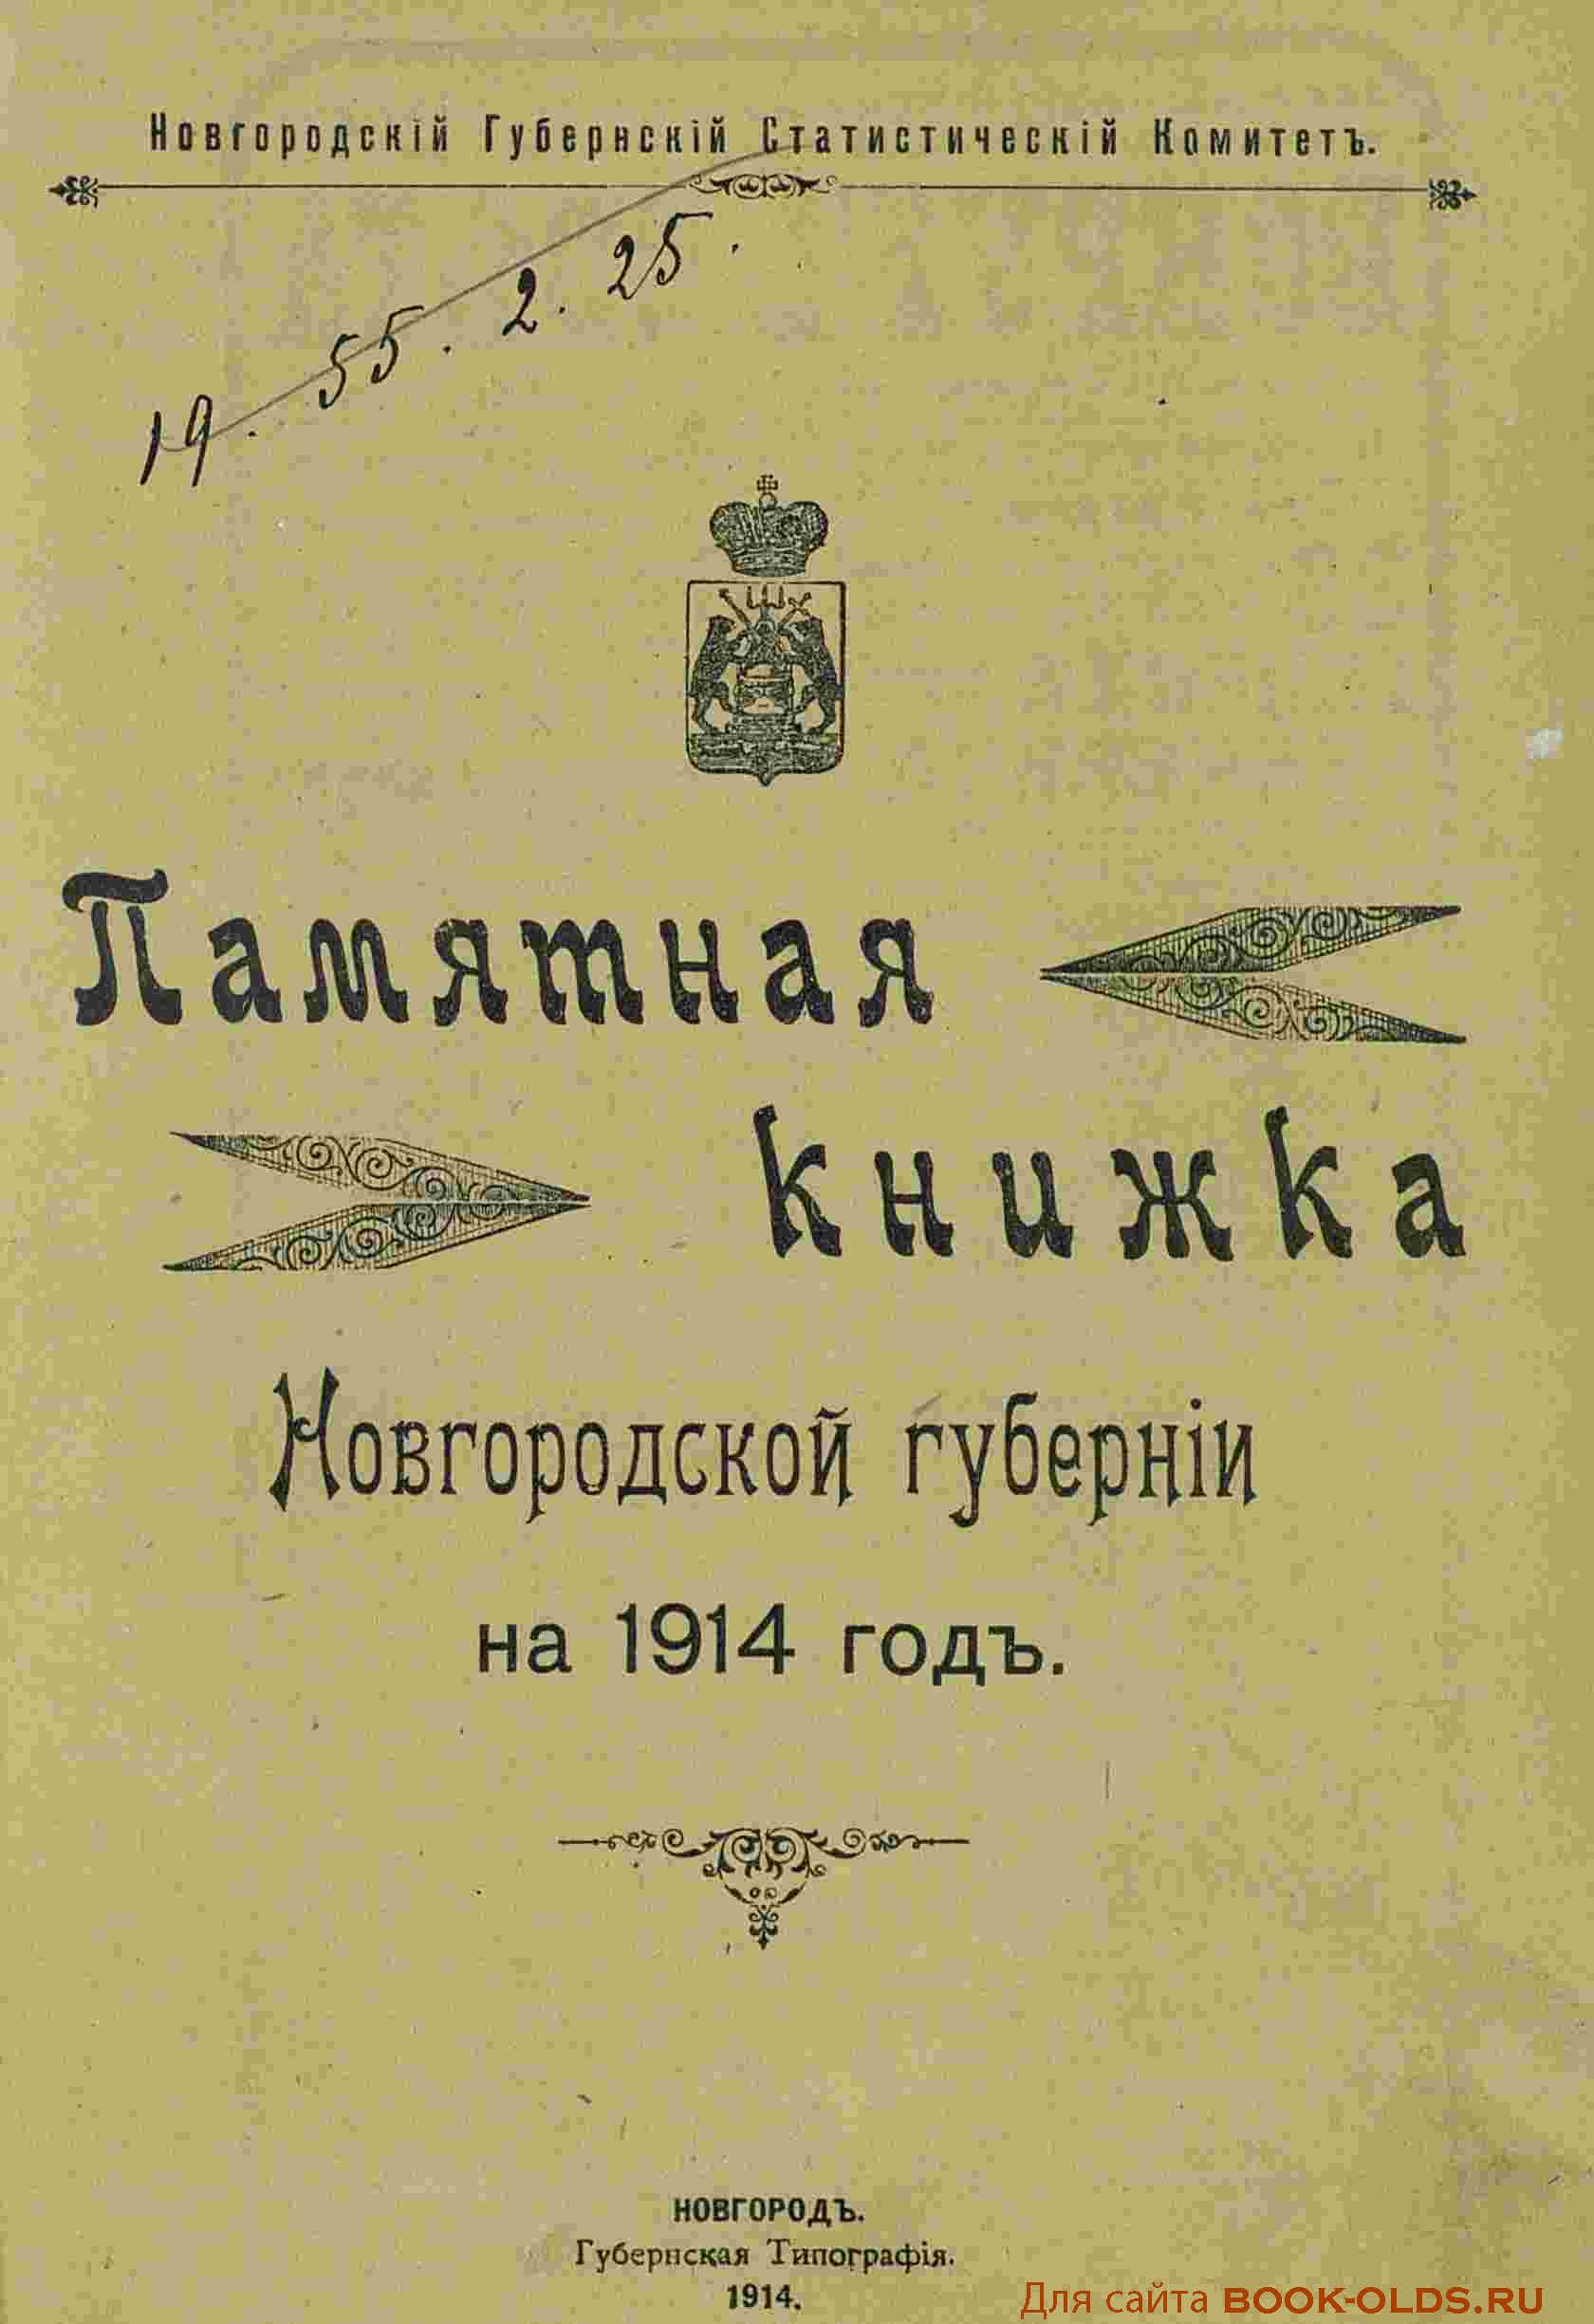 Новгородскій Губернскій Статистическій Комитетъ.
19. 55. 2. 25.
Памятная
книжка
Новгородской губерніи
на 1914 годъ.
НОВГОРОДЪ.
Губернская Типографія.
1914.
Для сайта BOOK-OLDS.RU